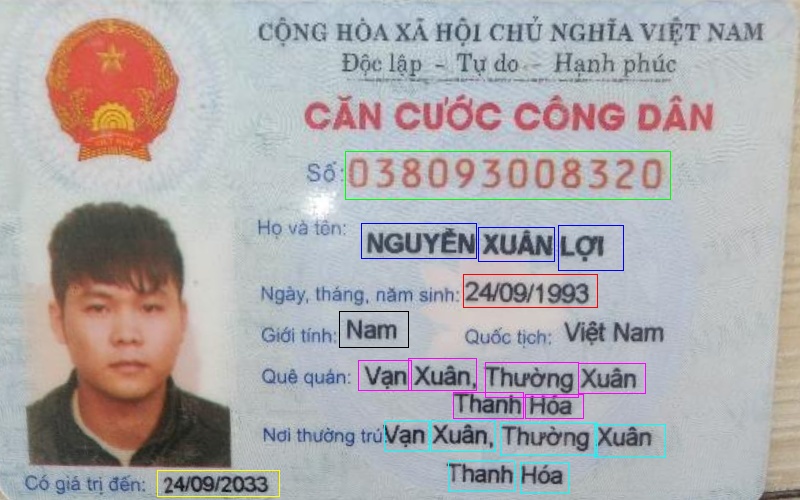 CỘNG HÒA XÃ HỘI CHỦ NGHĨA VIỆT NAM
Độc lập - Tự do - Hạnh phúc
CĂN CƯỚC CÔNG DÂN
Số: 038093008320
Họ và tên: NGUYỄN XUÂN LỢI
Ngày, tháng, năm sinh: 24/09/1993
Giới tính: Nam Quốc tịch: Việt Nam
Quê quán: Vạn Xuân, Thường Xuân
Thanh Hóa
Nơi thường trú: Vạn Xuân, Thường Xuân
Thanh Hóa
Có giá trị đến: 24/09/2033